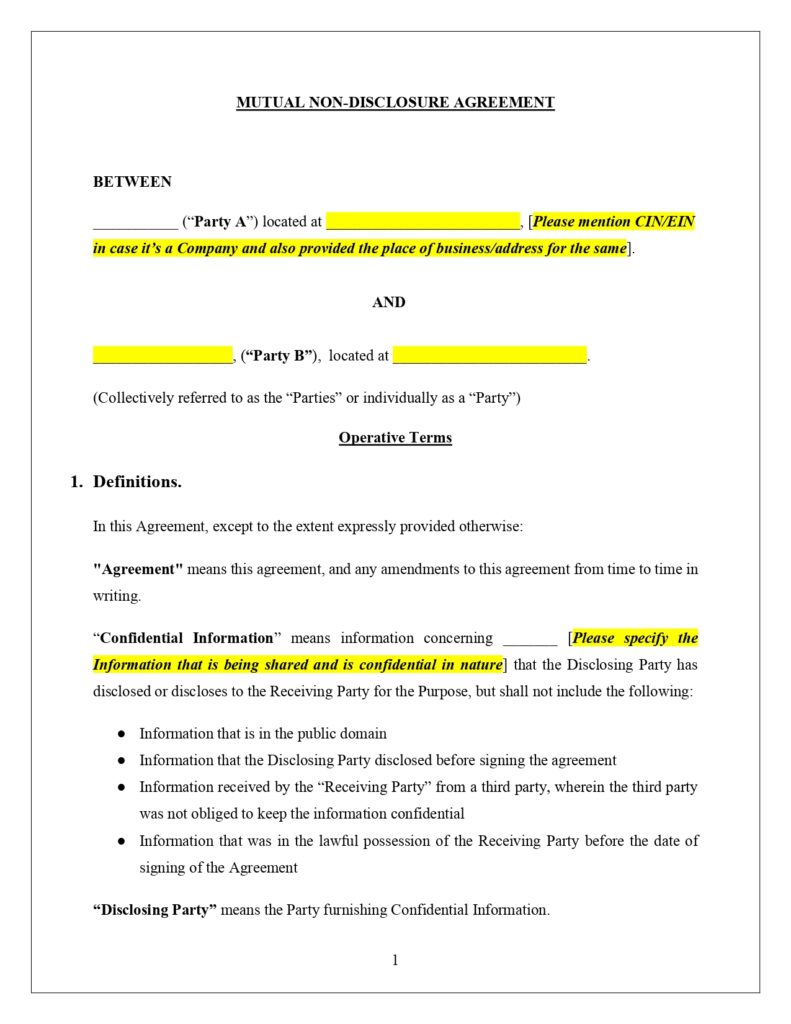 MUTUAL NON-DISCLOSURE AGREEMENT
BETWEEN
___________ (“Party A”) located at _________________________, [Please mention CIN/EIN
in case it’s a Company and also provided the place of business/address for the same].
AND
__________________, (“Party B”), located at _________________________.
(Collectively referred to as the “Parties” or individually as a “Party”)
Operative Terms
1. Definitions.
In this Agreement, except to the extent expressly provided otherwise:
"Agreement" means this agreement, and any amendments to this agreement from time to time in
writing.
“Confidential Information” means information concerning _______ [Please specify the
Information that is being shared and is confidential in nature] that the Disclosing Party has
disclosed or discloses to the Receiving Party for the Purpose, but shall not include the following:
● Information that is in the public domain
● Information that the Disclosing Party disclosed before signing the agreement
● Information received by the “Receiving Party” from a third party, wherein the third party
was not obliged to keep the information confidential
● Information that was in the lawful possession of the Receiving Party before the date of
signing of the Agreement
“Disclosing Party” means the Party furnishing Confidential Information.
1